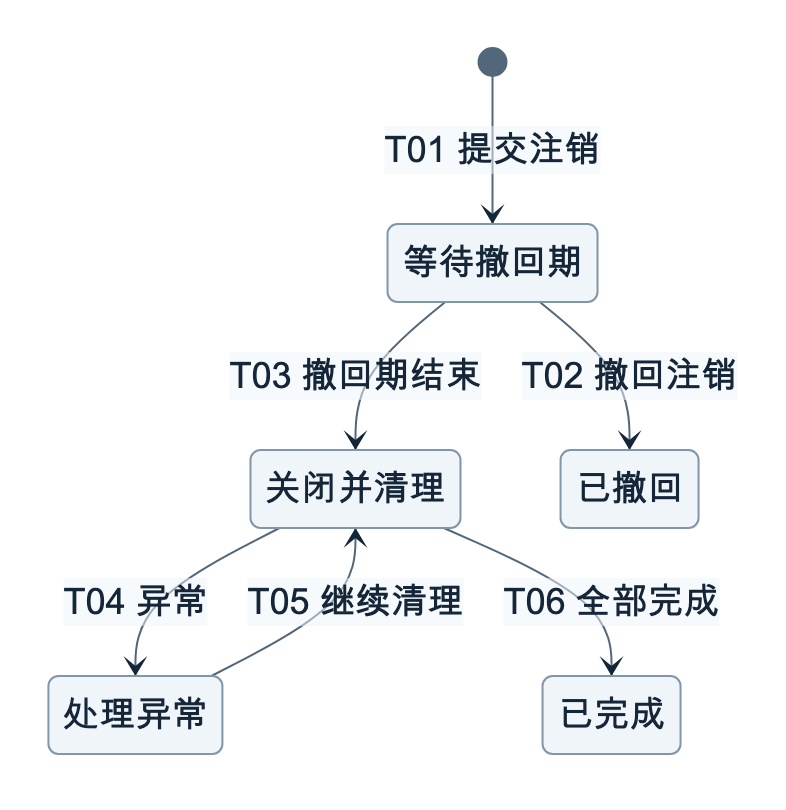 T01 提交注销
等待撤回期
T03 撤回期结束
T02 撤回注销
关闭并清理
已撤回
T04 异常
T05 继续清理
T06 全部完成
处理异常
已完成